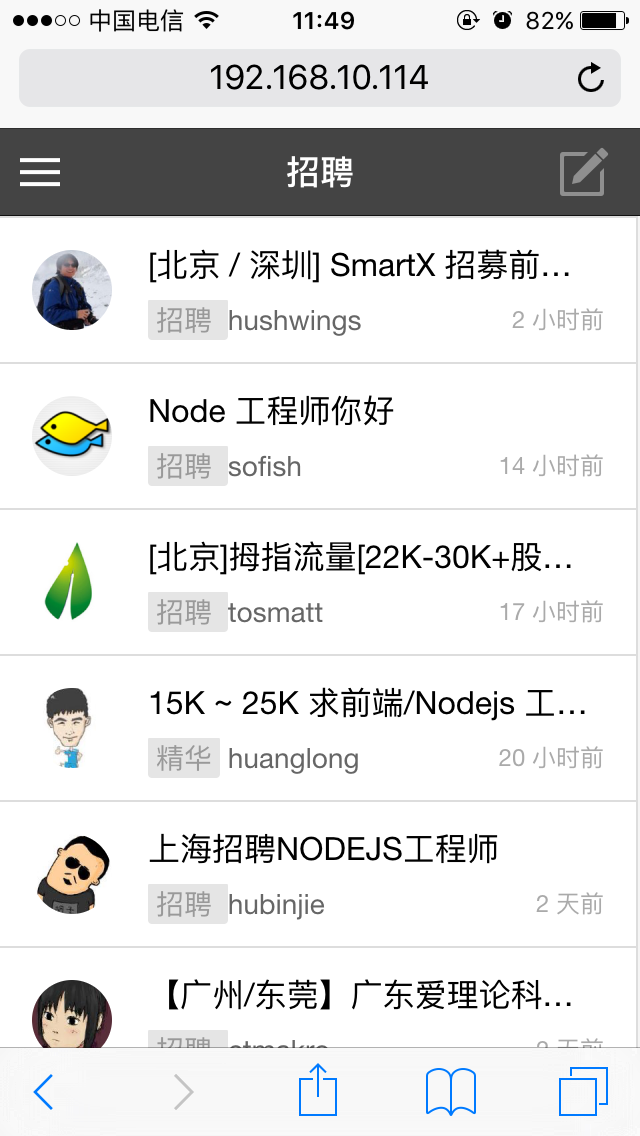 中国电信 11:49 82%
192.168.10.114
招聘
[北京 / 深圳] SmartX 招募前…
招聘 hushwings 2 小时前
Node 工程师你好
招聘 sofish 14 小时前
[北京]拇指流量[22K-30K+股…
招聘 tosmatt 17 小时前
15K ~ 25K 求前端/Nodejs 工…
精华 huanglong 20 小时前
上海招聘NODEJS工程师
招聘 hubinjie 2 天前
【广州/东莞】广东爱理论科…
招聘 2 天前